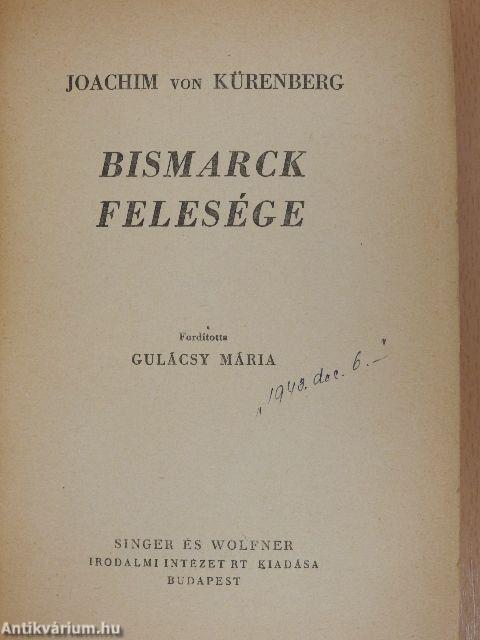 JOACHIM VON KÜRENBERG
BISMARCK
FELESÉGE
Fordította
GULÁCSY MÁRIA
„1943. dec. 6.–"
SINGER ÉS WOLFNER
IRODALMI INTÉZET RT KIADÁSA
BUDAPEST
Antikvárium.hu